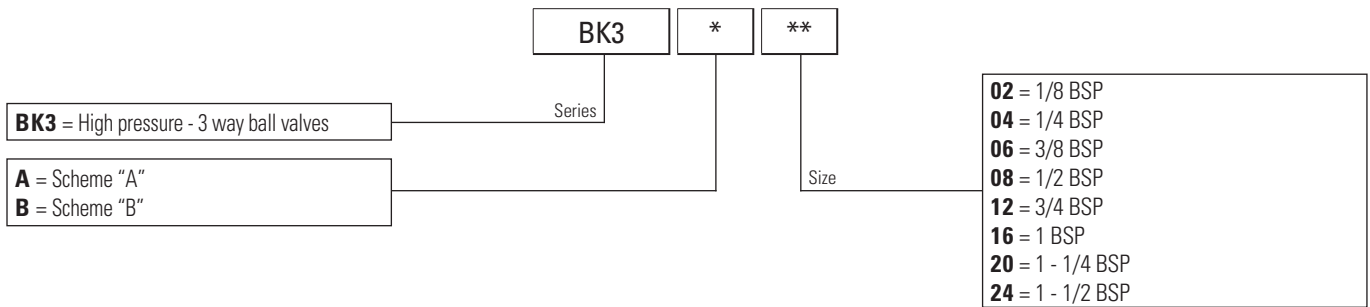 BK3 * **
Series
BK3 = High pressure - 3 way ball valves
A = Scheme “A”
B = Scheme “B”
Size
02 = 1/8 BSP
04 = 1/4 BSP
06 = 3/8 BSP
08 = 1/2 BSP
12 = 3/4 BSP
16 = 1 BSP
20 = 1 - 1/4 BSP
24 = 1 - 1/2 BSP